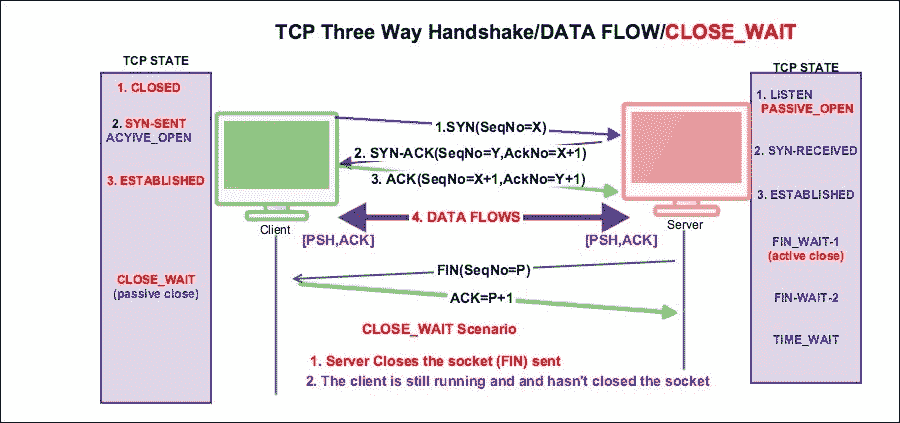 TCP Three Way Handshake/DATA FLOW/CLOSE_WAIT
TCP STATE
1. CLOSED
2. SYN-SENT
ACYIVE_OPEN
3. ESTABLISHED
CLOSE_WAIT
(passive close)
1.SYN(SeqNo=X)
2. SYN-ACK(SeqNo=Y,AckNo=X+1)
3. ACK(SeqNo=X+1,AckNo=Y+1)
4. DATA FLOWS
Client
Server
[PSH,ACK]
[PSH,ACK]
FIN(SeqNo=P)
ACK=P+1
CLOSE_WAIT Scenario
1. Server Closes the socket (FIN) sent
2. The client is still running and and hasn't closed the socket
TCP STATE
1. LISTEN
PASSIVE_OPEN
2. SYN-RECEIVED
3. ESTABLISHED
FIN_WAIT-1
(active close)
FIN-WAIT-2
TIME_WAIT